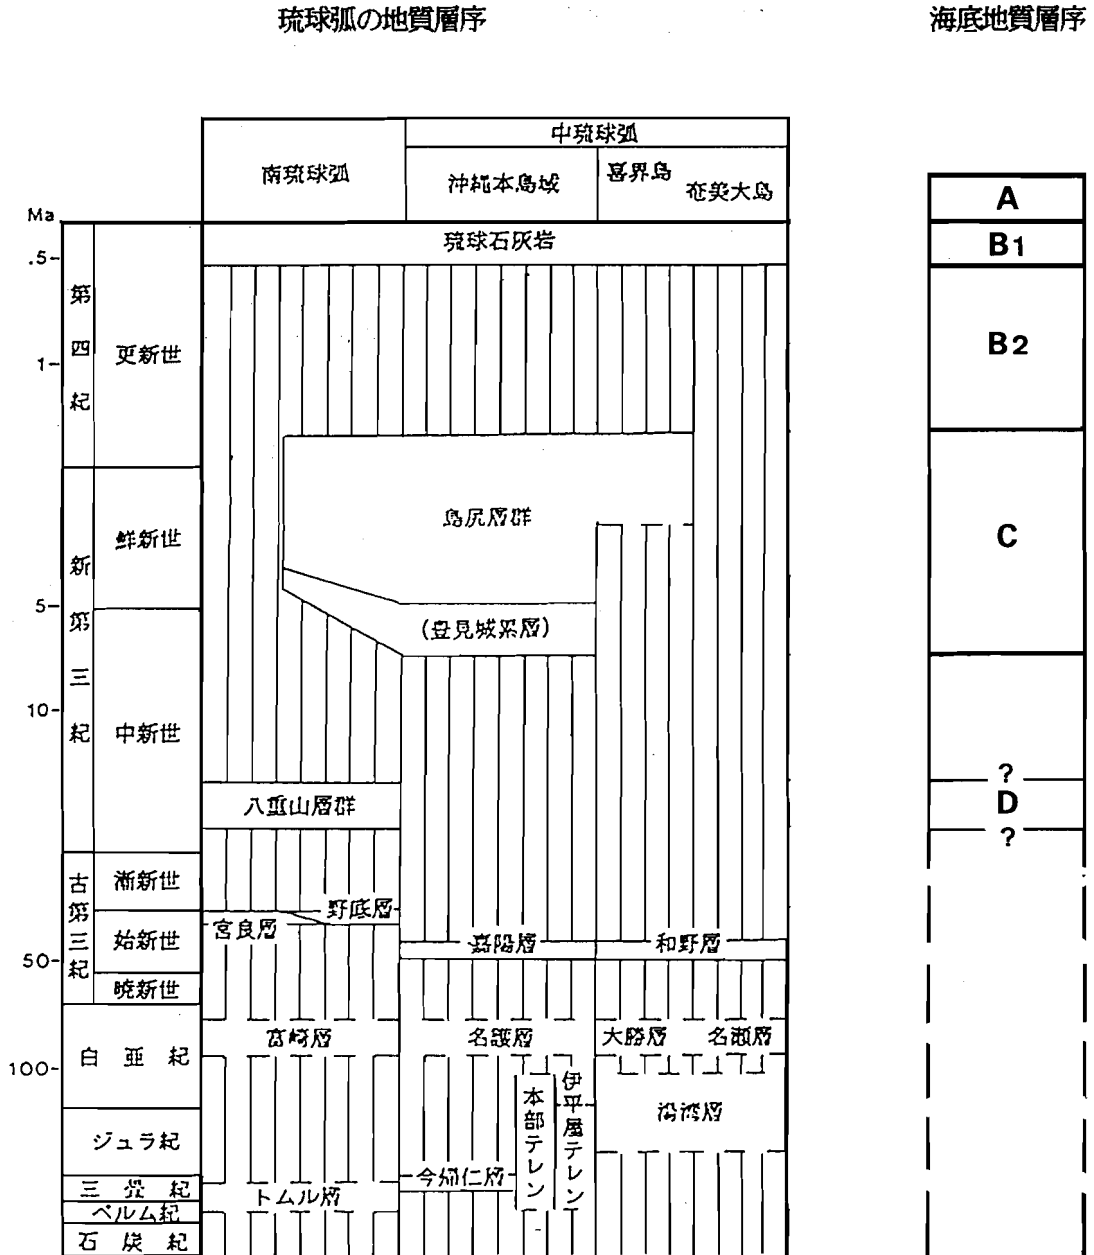 琉球弧の地質層序
海底地質層序
中琉球弧
南琉球弧
沖縄本島域
喜界島
奄美大島
A
Ma
琉球石灰岩
B1
.5
第四紀
更新世
1
B2
島尻層群
C
新第三紀
鮮新世
5
(豊見城累層)
10
中新世
?
八重山層群
D
?
古第三紀
漸新世
野底層
宮良層
始新世
嘉陽層
和野層
50
暁新世
富崎層
名護層
大勝層
名瀬層
白亜紀
100
本部テレン
伊平屋テレン
沿湾層
ジュラ紀
今帰仁層
三畳紀
トムル層
ペルム紀
石炭紀